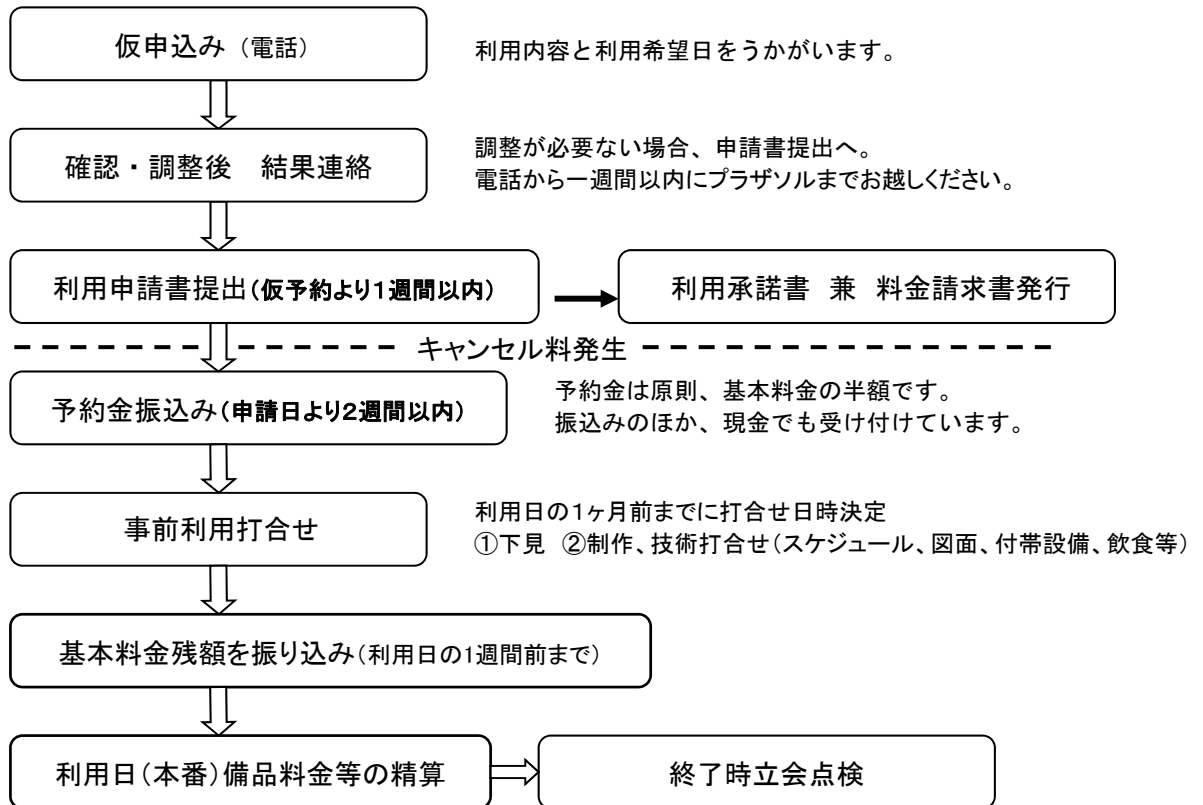 仮申込み（電話）
利用内容と利用希望日をうかがいます。
確認・調整後　結果連絡
調整が必要ない場合、申請書提出へ。
電話から一週間以内にプラザソルまでお越しください。
利用申請書提出（仮予約より１週間以内）
利用承諾書　兼　料金請求書発行
キャンセル料発生
予約金振込み（申請日より２週間以内）
予約金は原則、基本料金の半額です。
振込みのほか、現金でも受け付けています。
事前利用打合せ
利用日の１ヶ月前までに打合せ日時決定
①下見　②制作、技術打合せ（スケジュール、図面、付帯設備、飲食等）
基本料金残額を振り込み（利用日の1週間前まで）
利用日（本番）備品料金等の精算
終了時立会点検